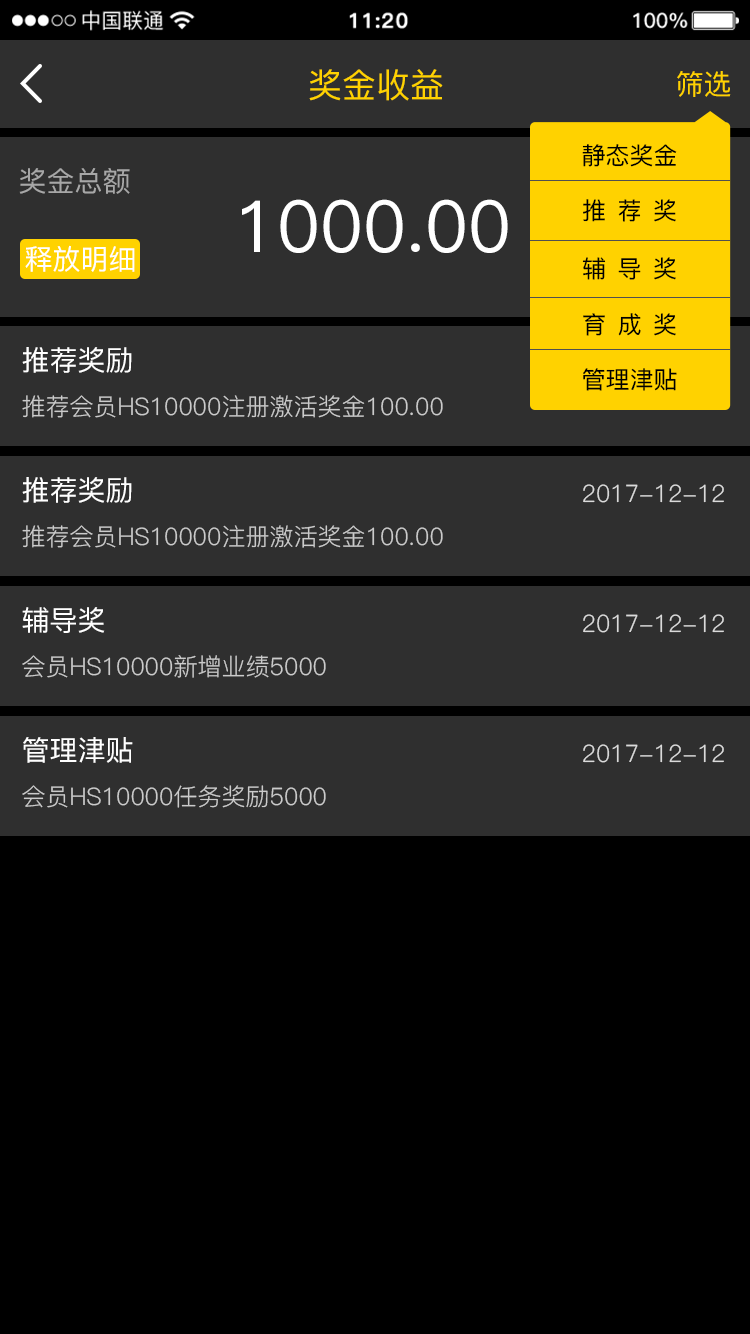 中国联通 11:20 100%
奖金收益 筛选
奖金总额
1000.00
释放明细
静态奖金
推荐奖
辅导奖
育成奖
管理津贴
推荐奖励
推荐会员HS10000注册激活奖金100.00
推荐奖励 2017-12-12
推荐会员HS10000注册激活奖金100.00
辅导奖 2017-12-12
会员HS10000新增业绩5000
管理津贴 2017-12-12
会员HS10000任务奖励5000